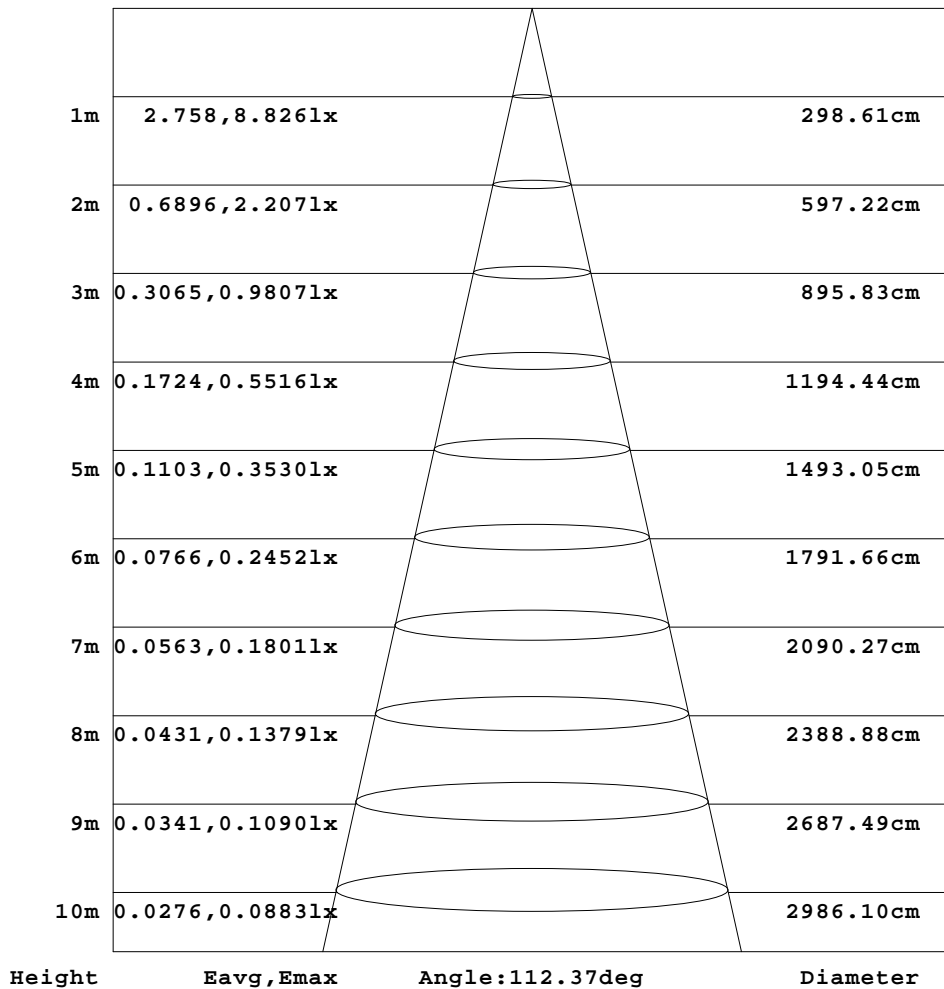 1m 2.758,8.826lx 298.61cm
2m 0.6896,2.207lx 597.22cm
3m 0.3065,0.9807lx 895.83cm
4m 0.1724,0.5516lx 1194.44cm
5m 0.1103,0.3530lx 1493.05cm
6m 0.0766,0.2452lx 1791.66cm
7m 0.0563,0.1801lx 2090.27cm
8m 0.0431,0.1379lx 2388.88cm
9m 0.0341,0.1090lx 2687.49cm
10m 0.0276,0.0883lx 2986.10cm
Height Eavg,Emax Angle:112.37deg Diameter